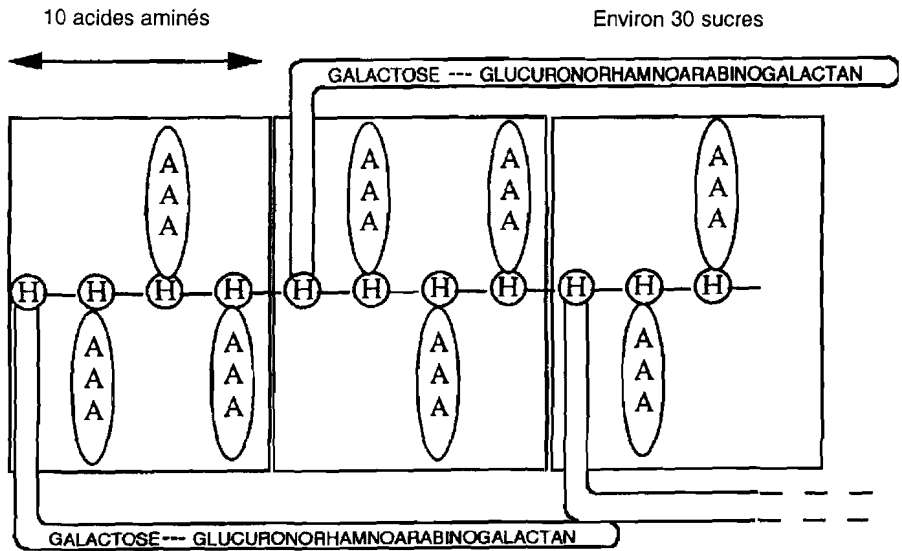 10 acides aminés
Environ 30 sucres
GALACTOSE --- GLUCURONORHAMNOARABINOGALACTAN
A A A A
A A A A
A A A A
H H H H H H H H H H H
A A A A
A A A A
A A A A
GALACTOSE--- GLUCURONORHAMNOARABINOGALACTAN